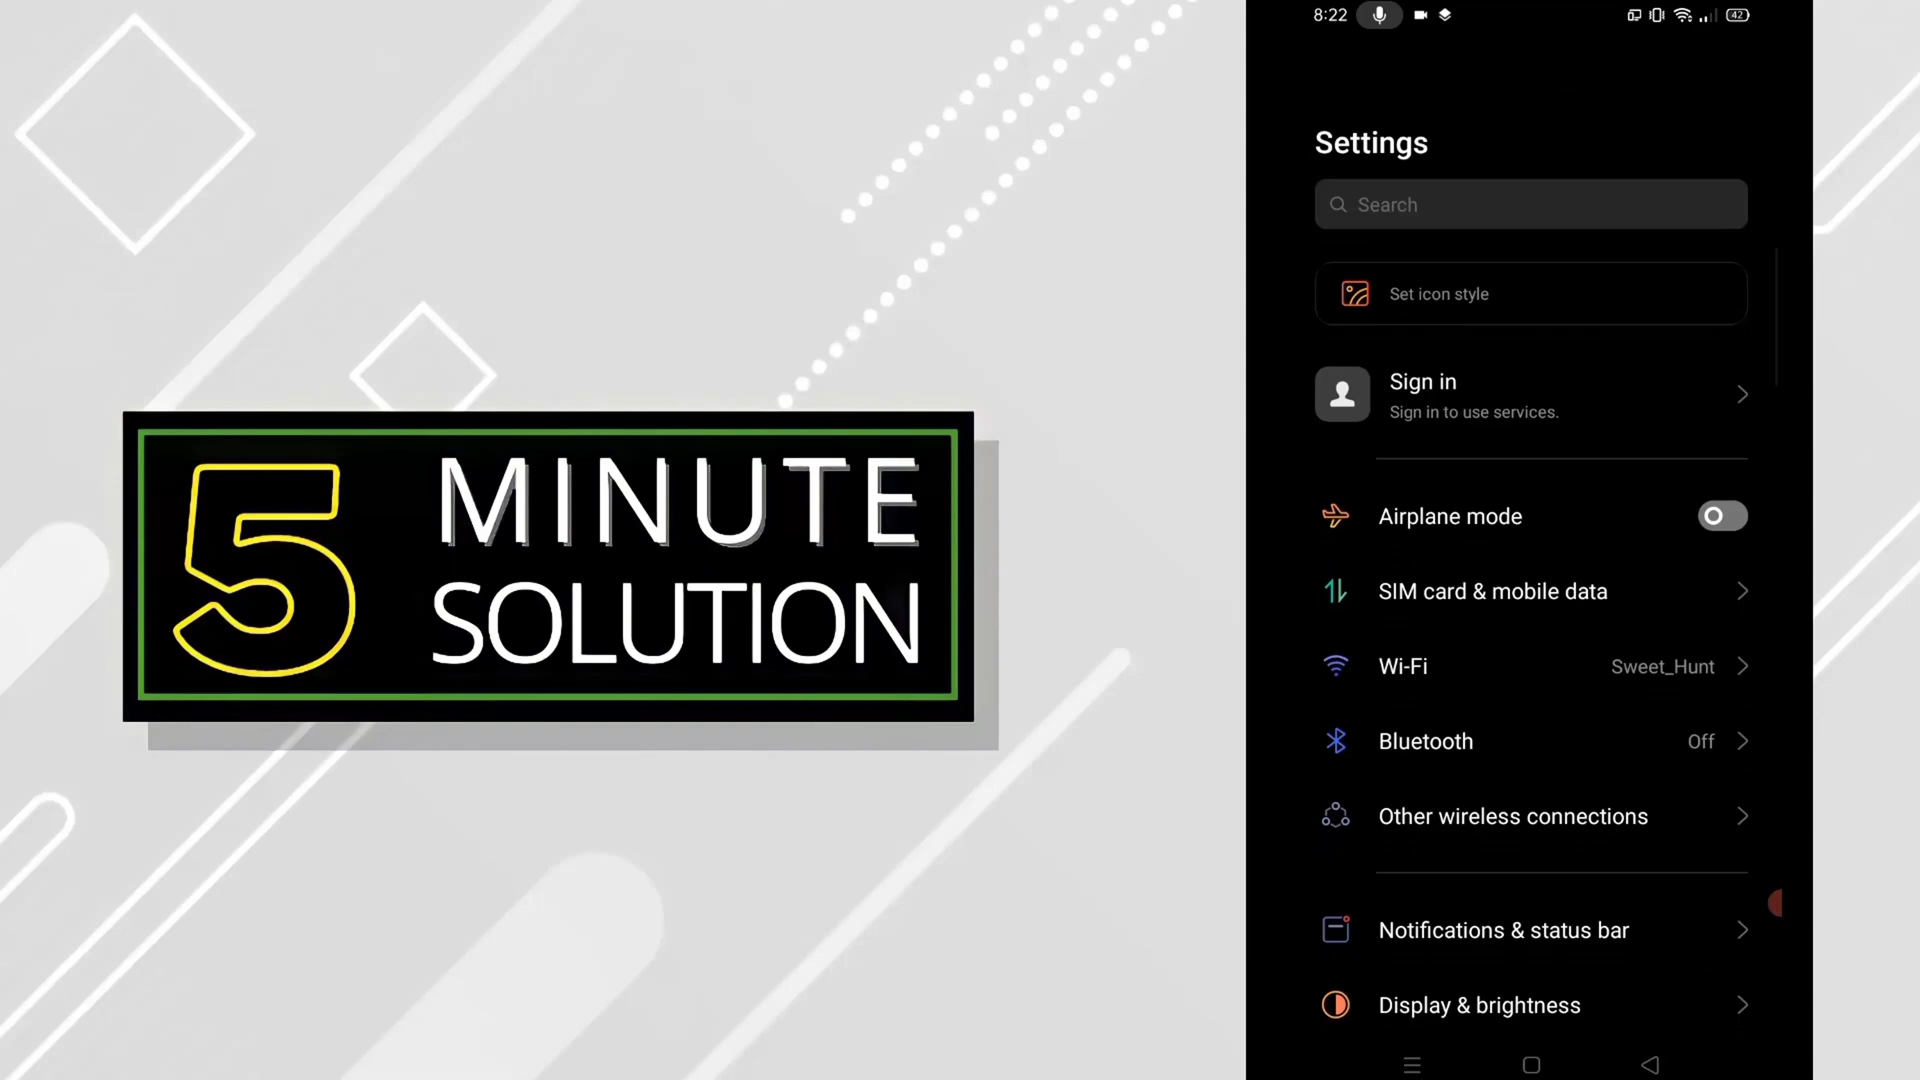 5 MINUTE
SOLUTION
8:22
42
Settings
Search
Set icon style
Sign in
Sign in to use services.
Airplane mode
SIM card & mobile data
Wi-Fi Sweet_Hunt
Bluetooth Off
Other wireless connections
Notifications & status bar
Display & brightness